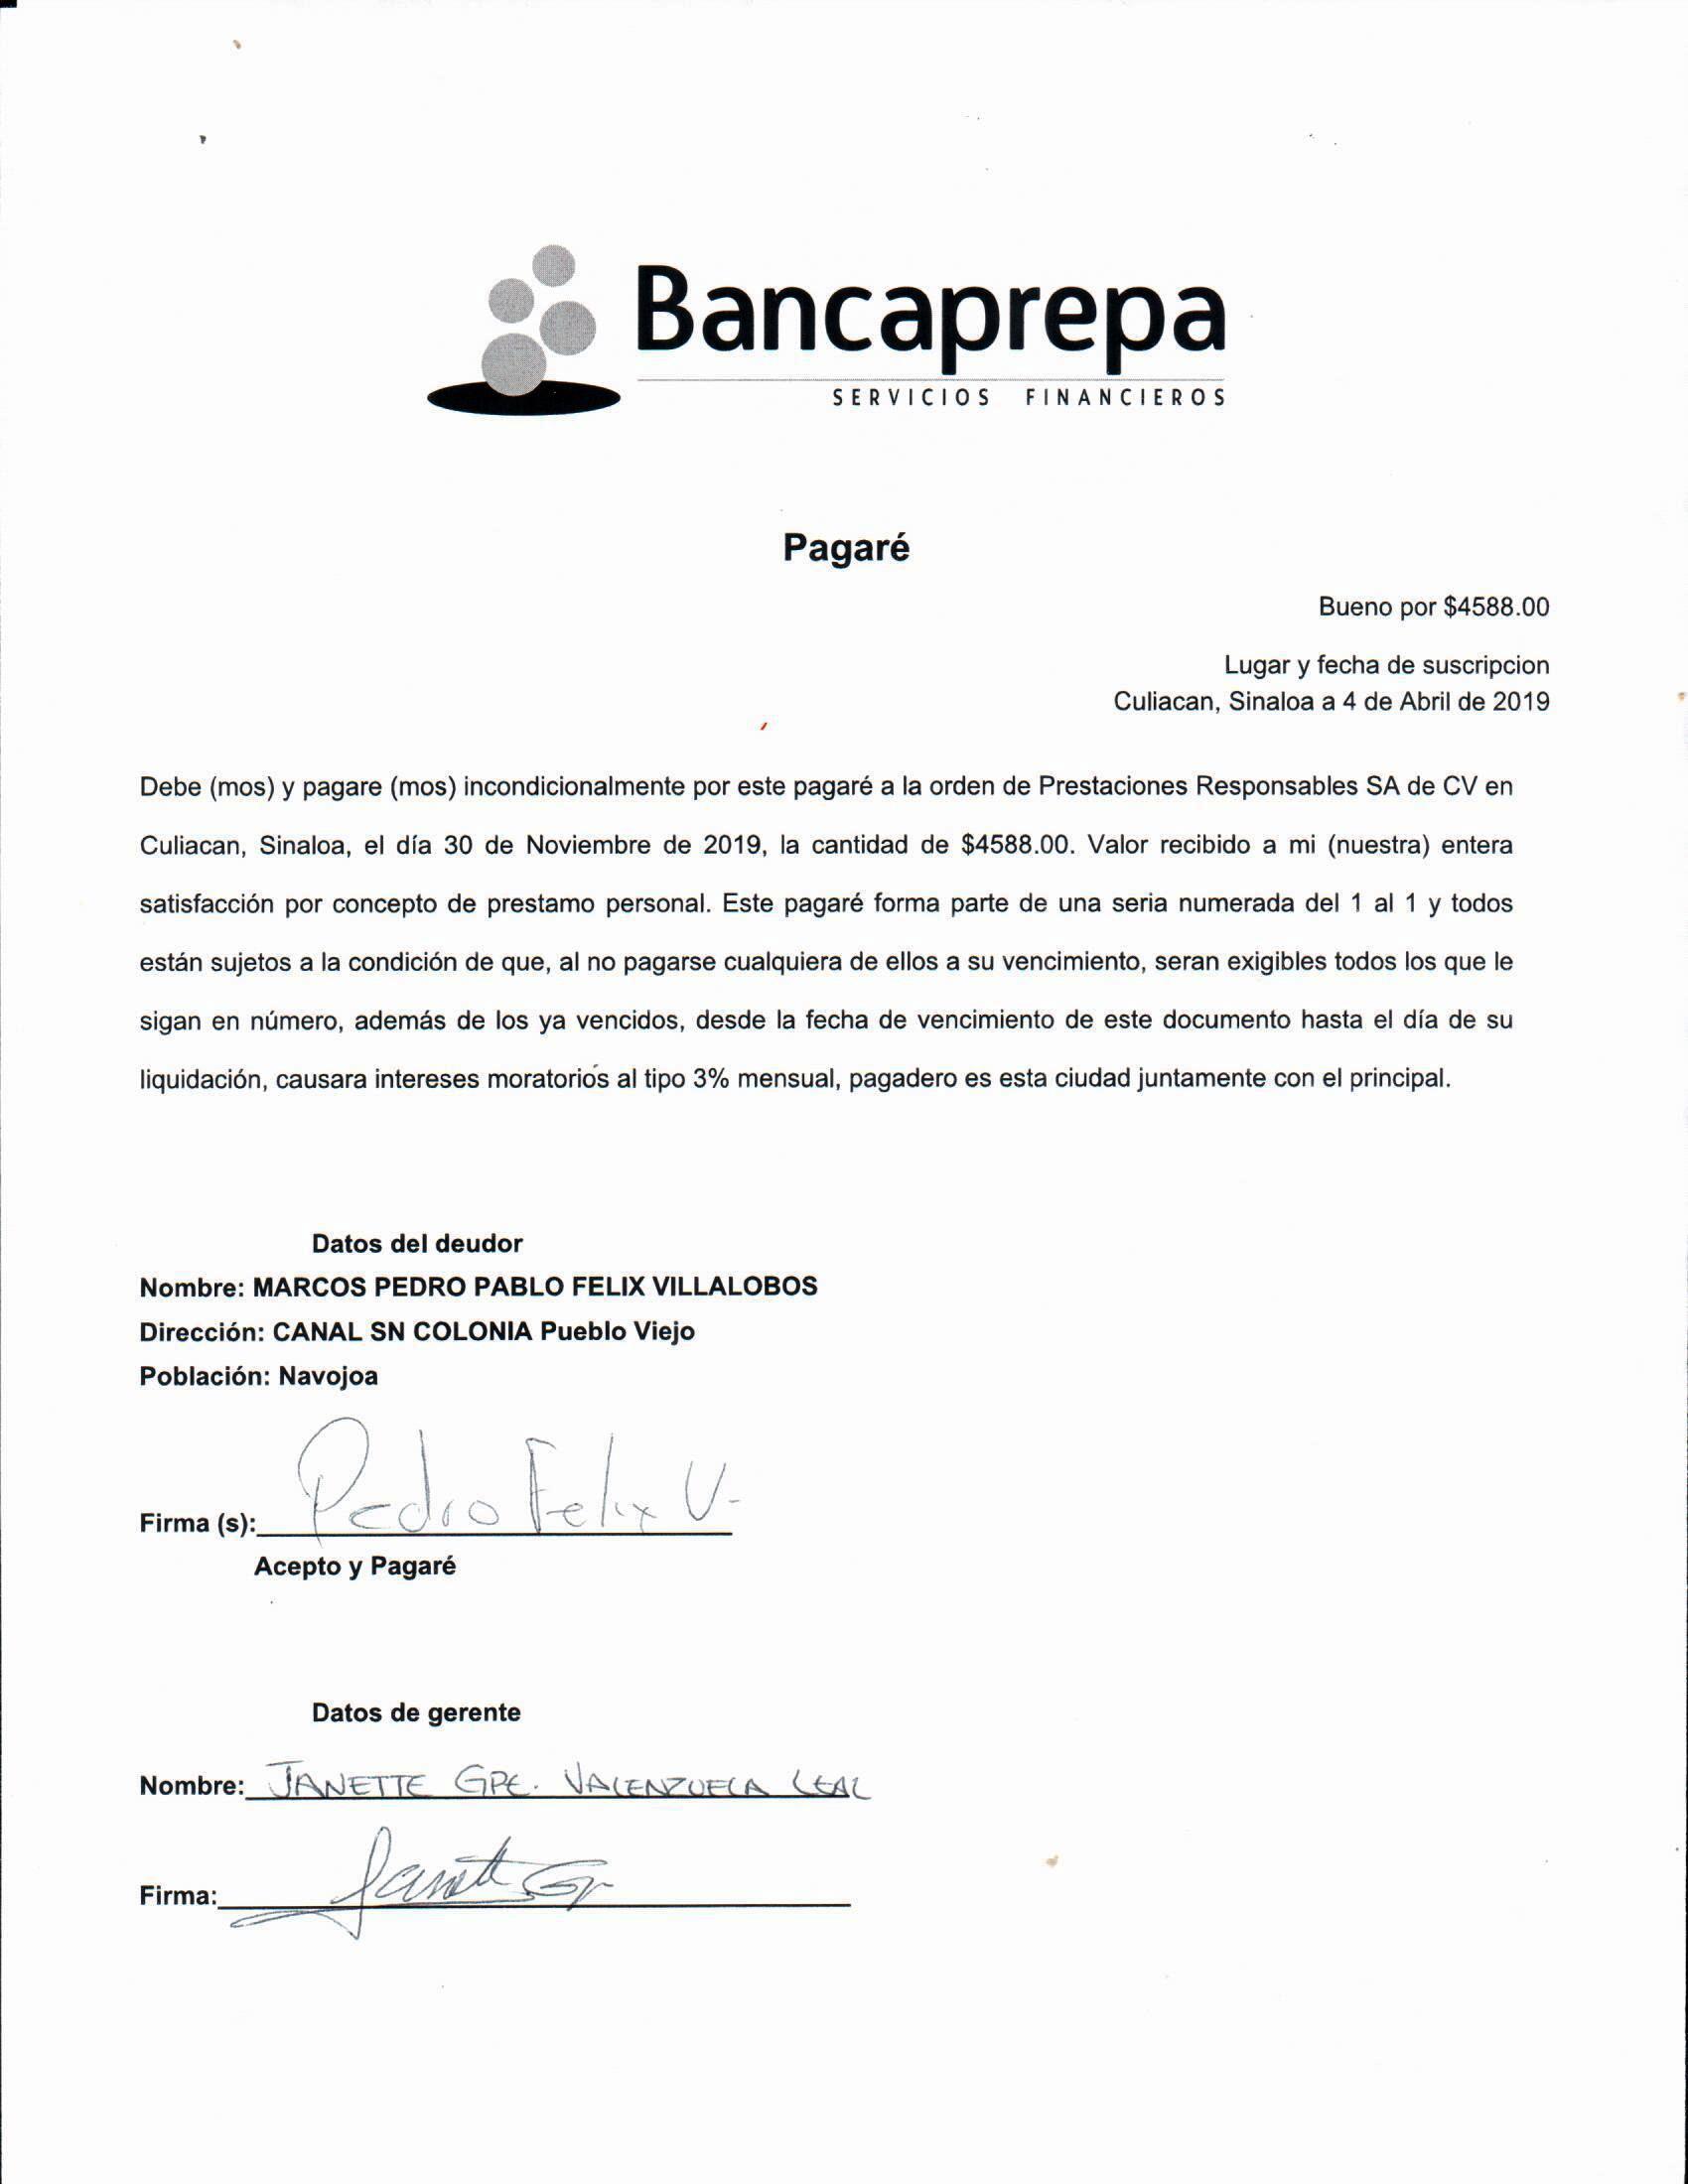 Bancaprepa
SERVICIOS FINANCIEROS
Pagaré
Bueno por $4588.00
Lugar y fecha de suscripcion
Culiacan, Sinaloa a 4 de Abril de 2019
Debe (mos) y pagare (mos) incondicionalmente por este pagaré a la orden de Prestaciones Responsables SA de CV en
Culiacan, Sinaloa, el día 30 de Noviembre de 2019, la cantidad de $4588.00. Valor recibido a mi (nuestra) entera
satisfacción por concepto de prestamo personal. Este pagaré forma parte de una seria numerada del 1 al 1 y todos
están sujetos a la condición de que, al no pagarse cualquiera de ellos a su vencimiento, seran exigibles todos los que le
sigan en número, además de los ya vencidos, desde la fecha de vencimiento de este documento hasta el día de su
liquidación, causara intereses moratorios al tipo 3% mensual, pagadero es esta ciudad juntamente con el principal.
Datos del deudor
Nombre: MARCOS PEDRO PABLO FELIX VILLALOBOS
Dirección: CANAL SN COLONIA Pueblo Viejo
Población: Navojoa
Firma (s): Pedro Felix V.
Acepto y Pagaré
Datos de gerente
Nombre: JANETTE GPE. VALENZUELA LEAL
Firma: Janette Gp